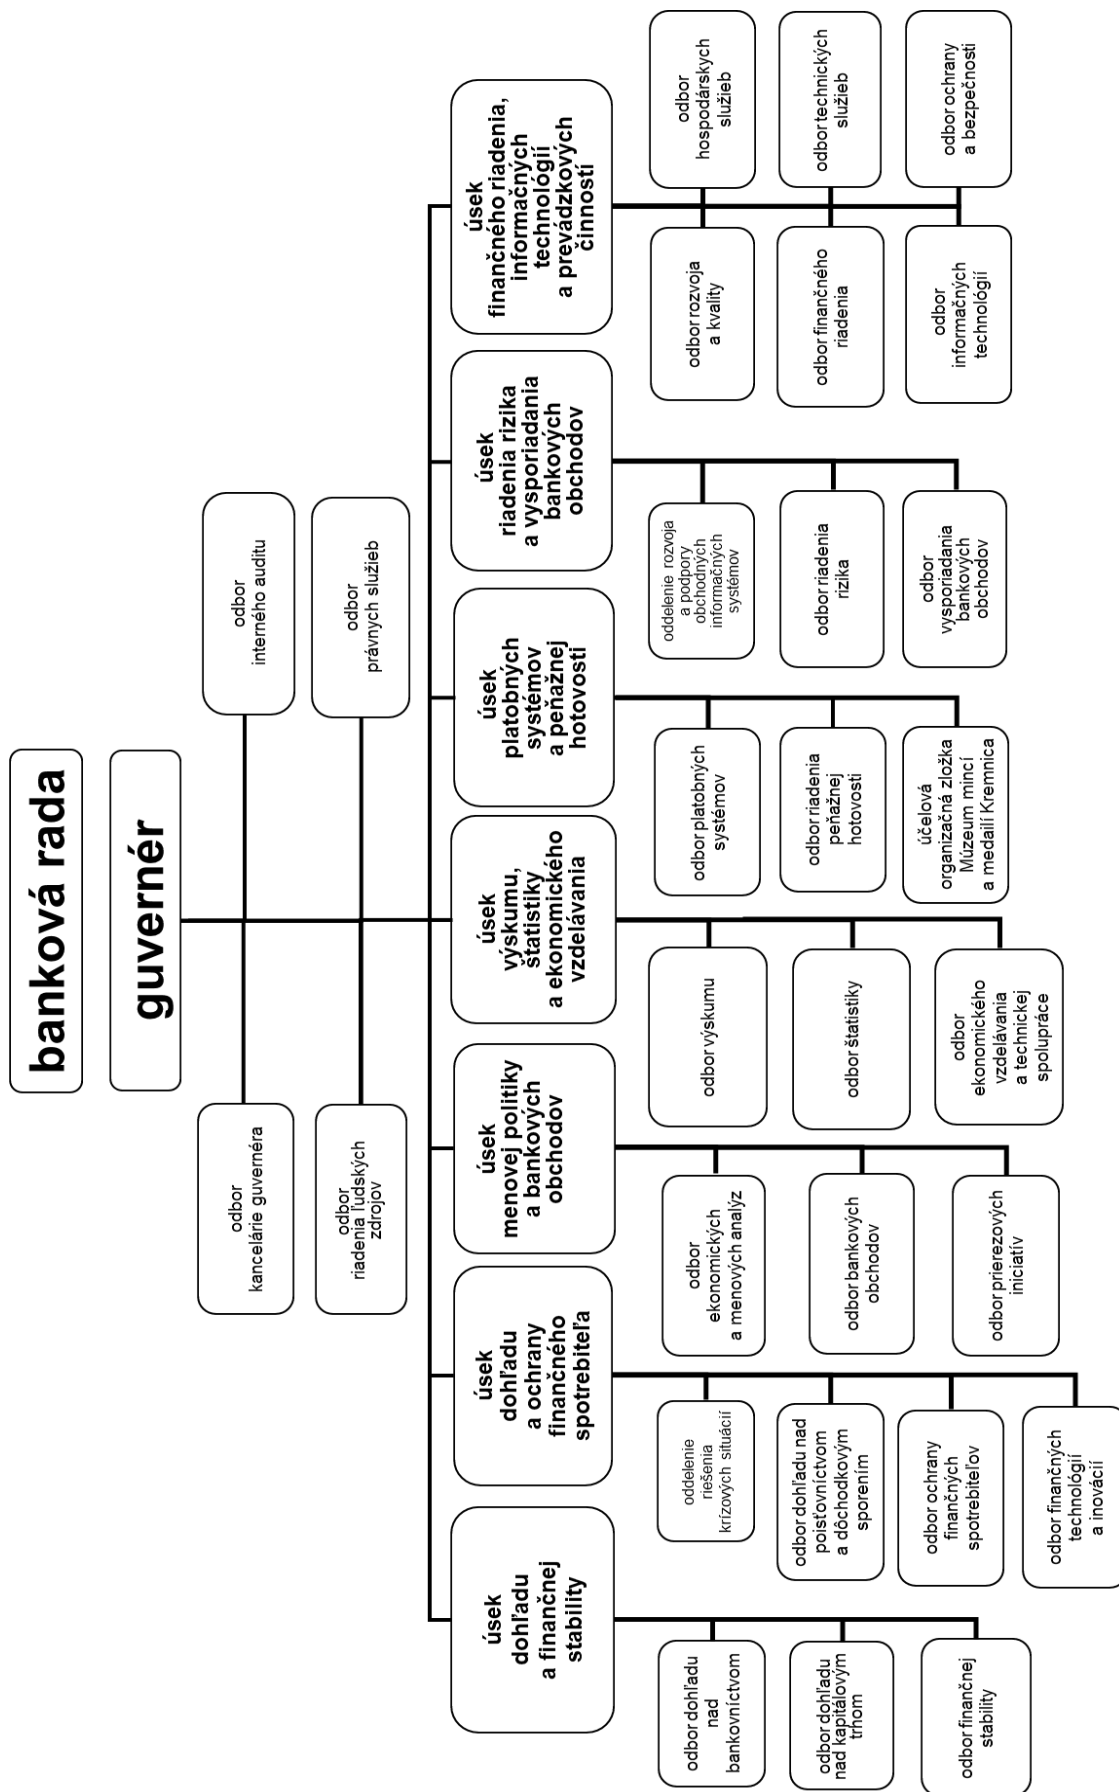 banková rada
guvernér
odbor
kancelárie guvernéra
odbor
interného auditu
odbor
riadenia ľudských
zdrojov
odbor
právnych služieb
úsek
dohľadu
a finančnej
stability
úsek
dohľadu
a ochrany
finančného
spotrebiteľa
úsek
menovej politiky
a bankových
obchodov
úsek
výskumu,
štatistiky
a ekonomického
vzdelávania
úsek
platobných
systémov
a peňažnej
hotovosti
úsek
riadenia rizika
a vysporiadania
bankových
obchodov
úsek
finančného riadenia,
informačných
technológií
a prevádzkových
činností
odbor dohľadu
nad
bankovníctvom
odbor dohľadu
nad kapitálovým
trhom
odbor finančnej
stability
oddelenie
riešenia
krízových situácií
odbor dohľadu nad
poisťovníctvom
a dôchodkovým
sporením
odbor ochrany
finančných
spotrebiteľov
odbor finančných
technológií
a inovácií
odbor
ekonomických
a menových analýz
odbor bankových
obchodov
odbor prierezových
iniciatív
odbor výskumu
odbor štatistiky
odbor
ekonomického
vzdelávania
a technickej
spolupráce
odbor platobných
systémov
odbor riadenia
peňažnej
hotovosti
účelová
organizačná zložka
Múzeum mincí
a medailí Kremnica
oddelenie rozvoja
a podpory
obchodných
informačných
systémov
odbor riadenia
rizika
odbor
vysporiadania
bankových
obchodov
odbor rozvoja
a kvality
odbor
hospodárskych
služieb
odbor finančného
riadenia
odbor technických
služieb
odbor
informačných
technológií
odbor ochrany
a bezpečnosti